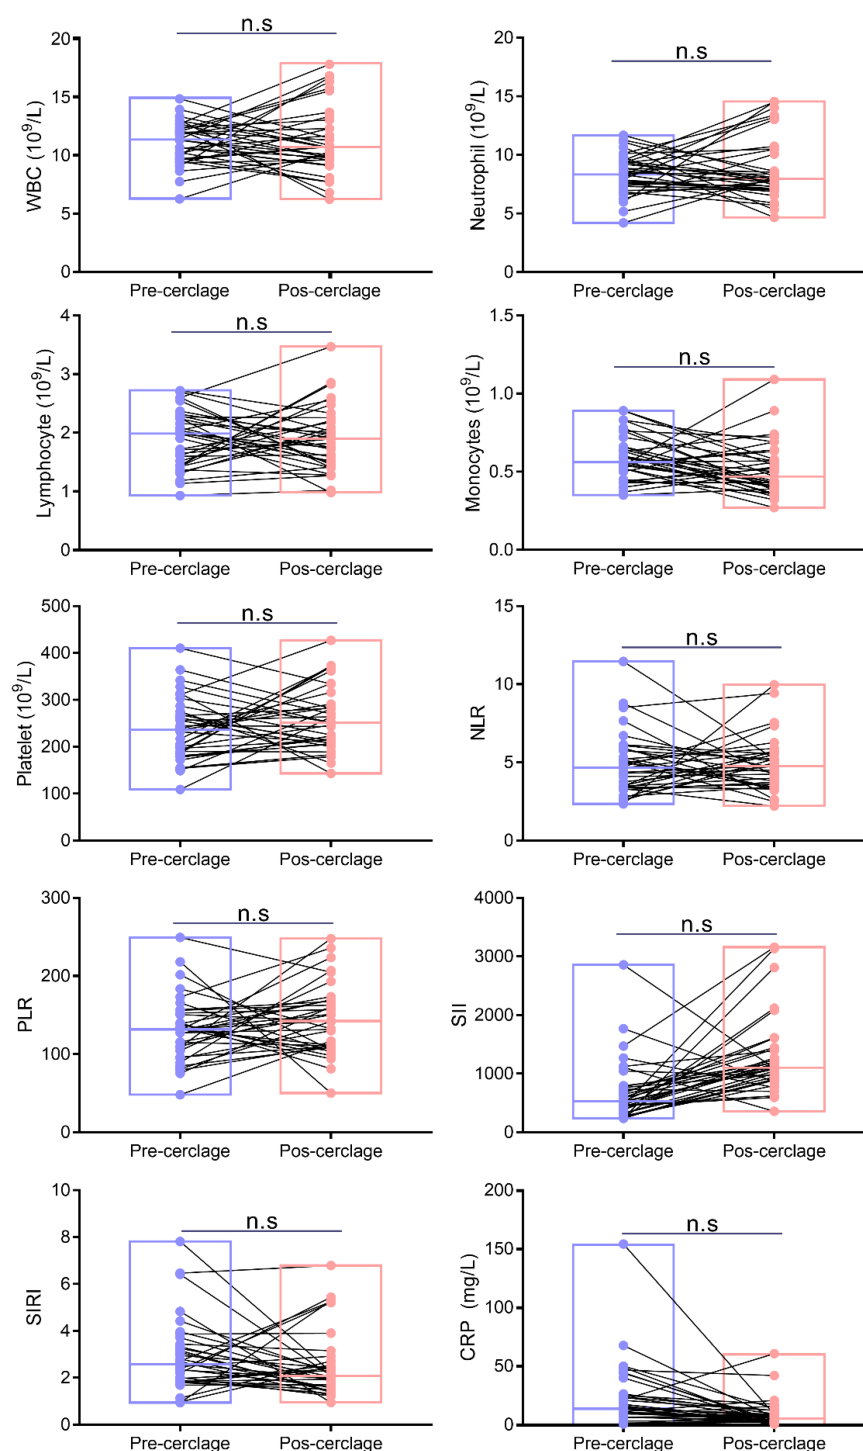 n.s
WBC (10⁹/L)
20
15
10
5
0
Pre-cerclage Pos-cerclage
n.s
Neutrophil (10⁹/L)
20
15
10
5
0
Pre-cerclage Pos-cerclage
n.s
Lymphocyte (10⁹/L)
4
3
2
1
0
Pre-cerclage Pos-cerclage
n.s
Monocytes (10⁹/L)
1.5
1.0
0.5
0.0
Pre-cerclage Pos-cerclage
n.s
Platelet (10⁹/L)
500
400
300
200
100
0
Pre-cerclage Pos-cerclage
n.s
NLR
15
10
5
0
Pre-cerclage Pos-cerclage
n.s
PLR
300
200
100
0
Pre-cerclage Pos-cerclage
n.s
SII
4000
3000
2000
1000
0
Pre-cerclage Pos-cerclage
n.s
SIRI
10
8
6
4
2
0
Pre-cerclage Pos-cerclage
n.s
CRP (mg/L)
200
150
100
50
0
Pre-cerclage Pos-cerclage